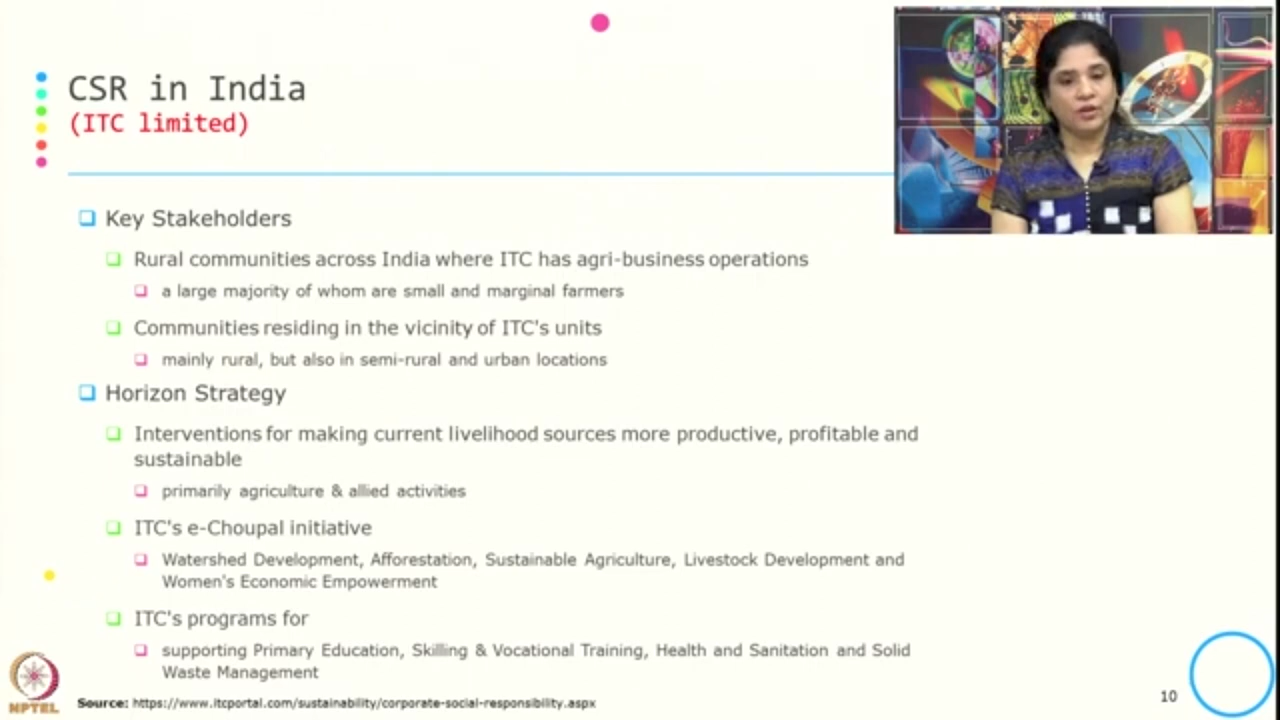 CSR in India
(ITC limited)
Key Stakeholders
Rural communities across India where ITC has agri-business operations
a large majority of whom are small and marginal farmers
Communities residing in the vicinity of ITC's units
mainly rural, but also in semi-rural and urban locations
Horizon Strategy
Interventions for making current livelihood sources more productive, profitable and
sustainable
primarily agriculture & allied activities
ITC's e-Choupal initiative
Watershed Development, Afforestation, Sustainable Agriculture, Livestock Development and
Women's Economic Empowerment
ITC's programs for
supporting Primary Education, Skilling & Vocational Training, Health and Sanitation and Solid
Waste Management
NPTEL
Source: https://www.itcportal.com/sustainability/corporate-social-responsibility.aspx
10